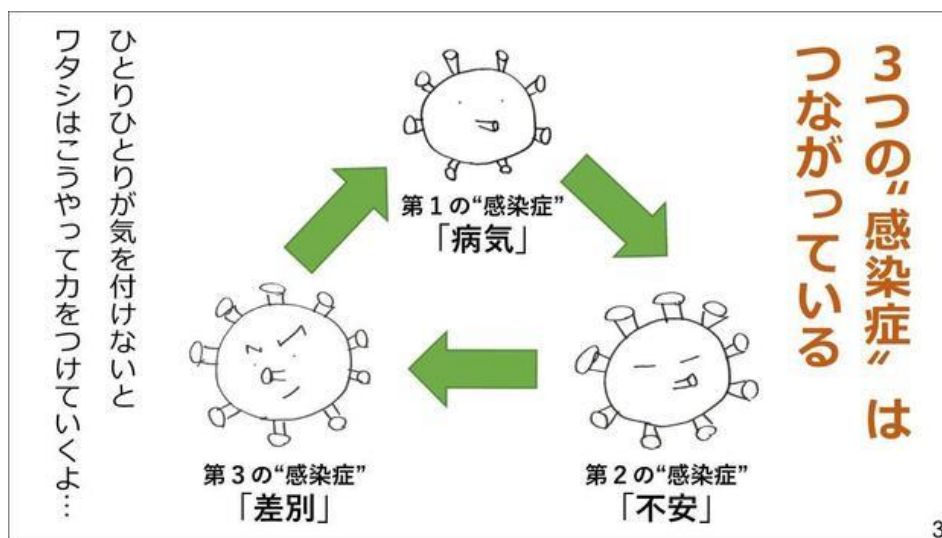 ３つの“感染症”は
つながっている
第１の“感染症”
「病気」
第２の“感染症”
「不安」
第３の“感染症”
「差別」
ひとりひとりが気を付けないと
ワタシはこうやって力をつけていくよ…
3